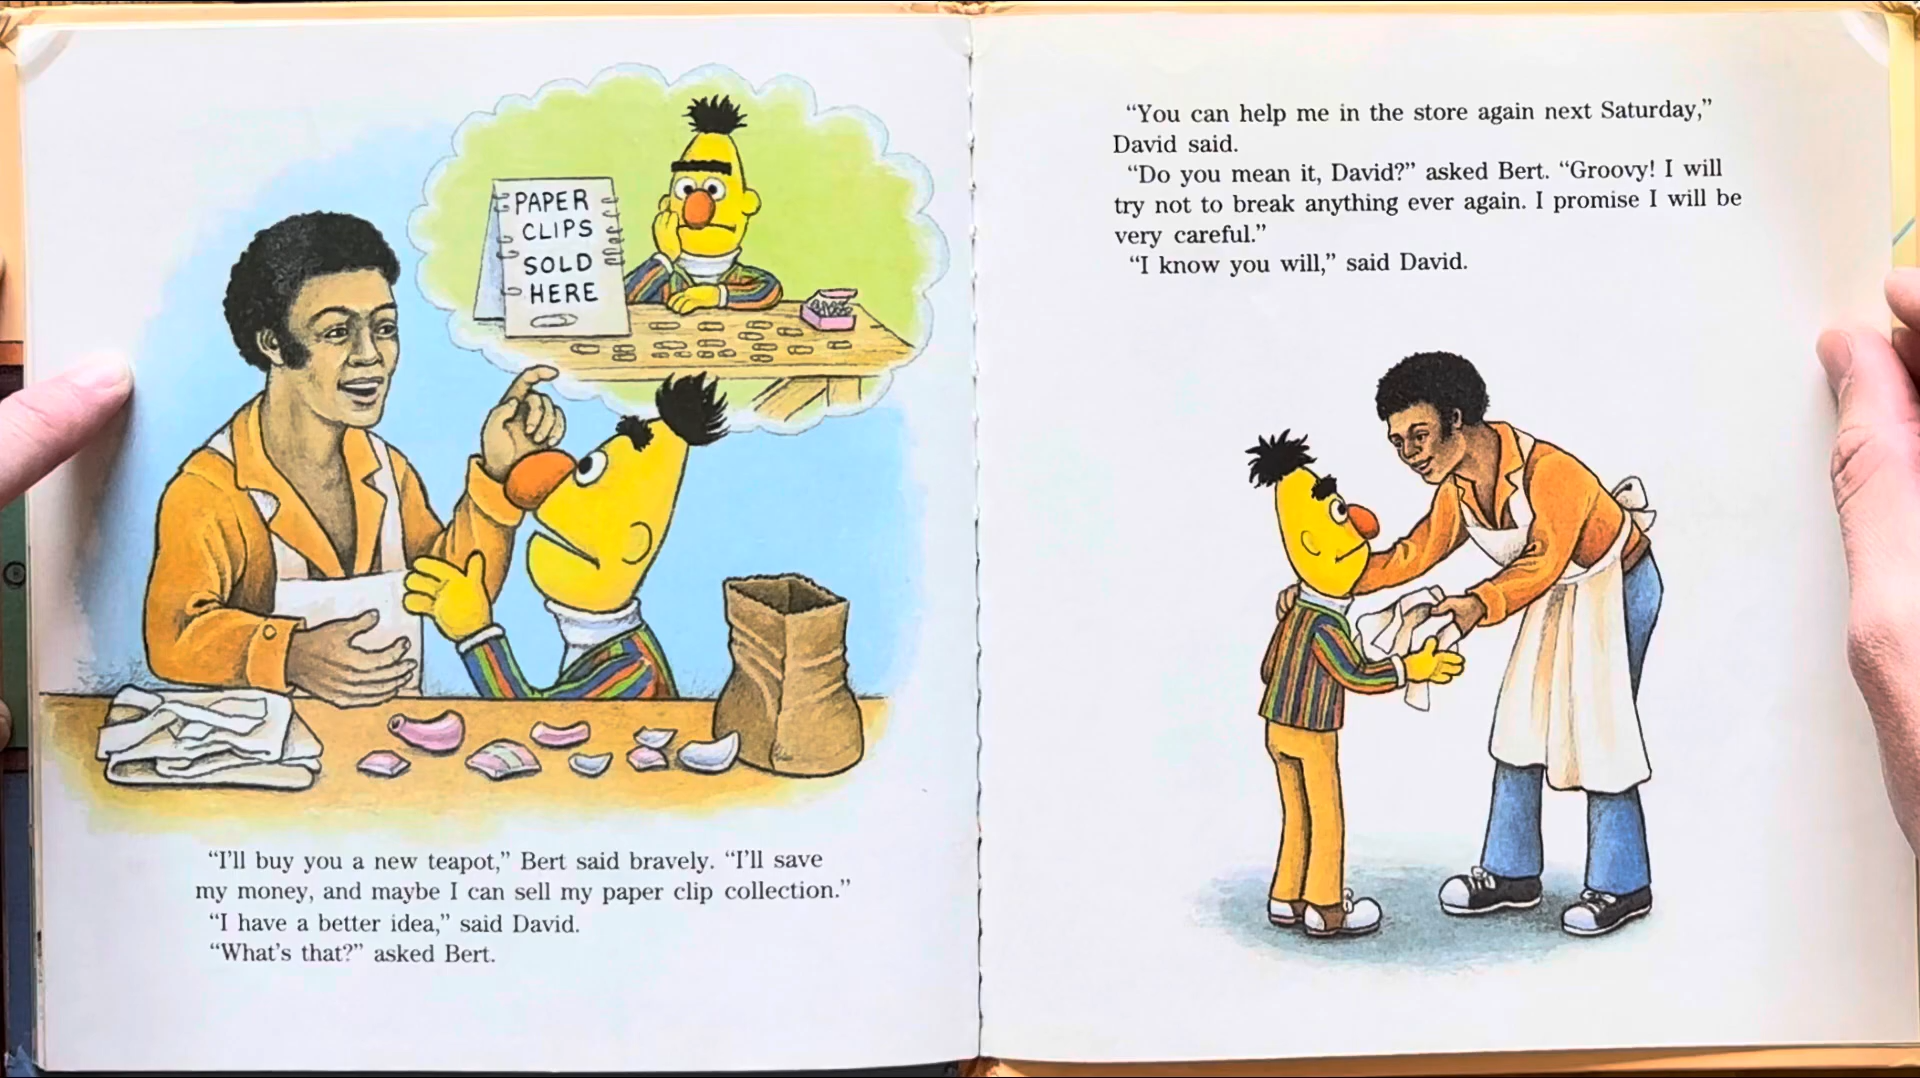 PAPER
CLIPS
SOLD
HERE
“I’ll buy you a new teapot,” Bert said bravely. “I’ll save
my money, and maybe I can sell my paper clip collection.”
“I have a better idea,” said David.
“What’s that?” asked Bert.
“You can help me in the store again next Saturday,”
David said.
“Do you mean it, David?” asked Bert. “Groovy! I will
try not to break anything ever again. I promise I will be
very careful.”
“I know you will,” said David.